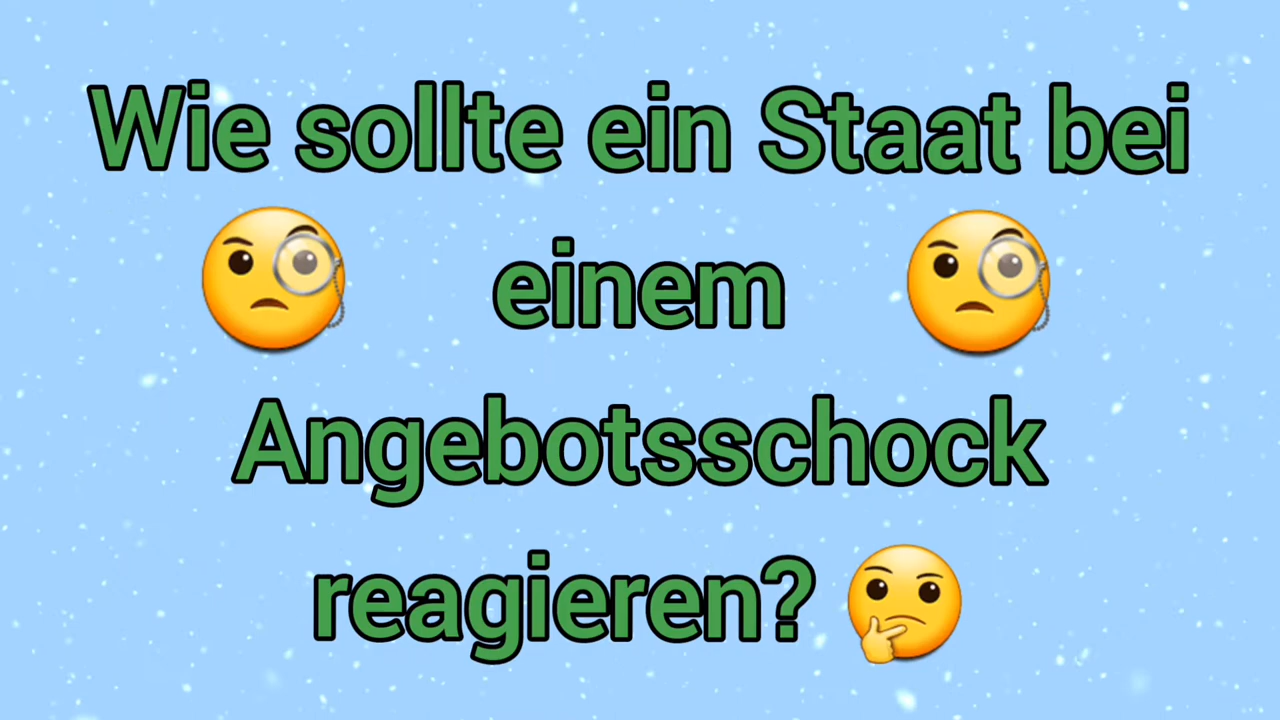 Wie sollte ein Staat bei
einem
Angebotsschock
reagieren?